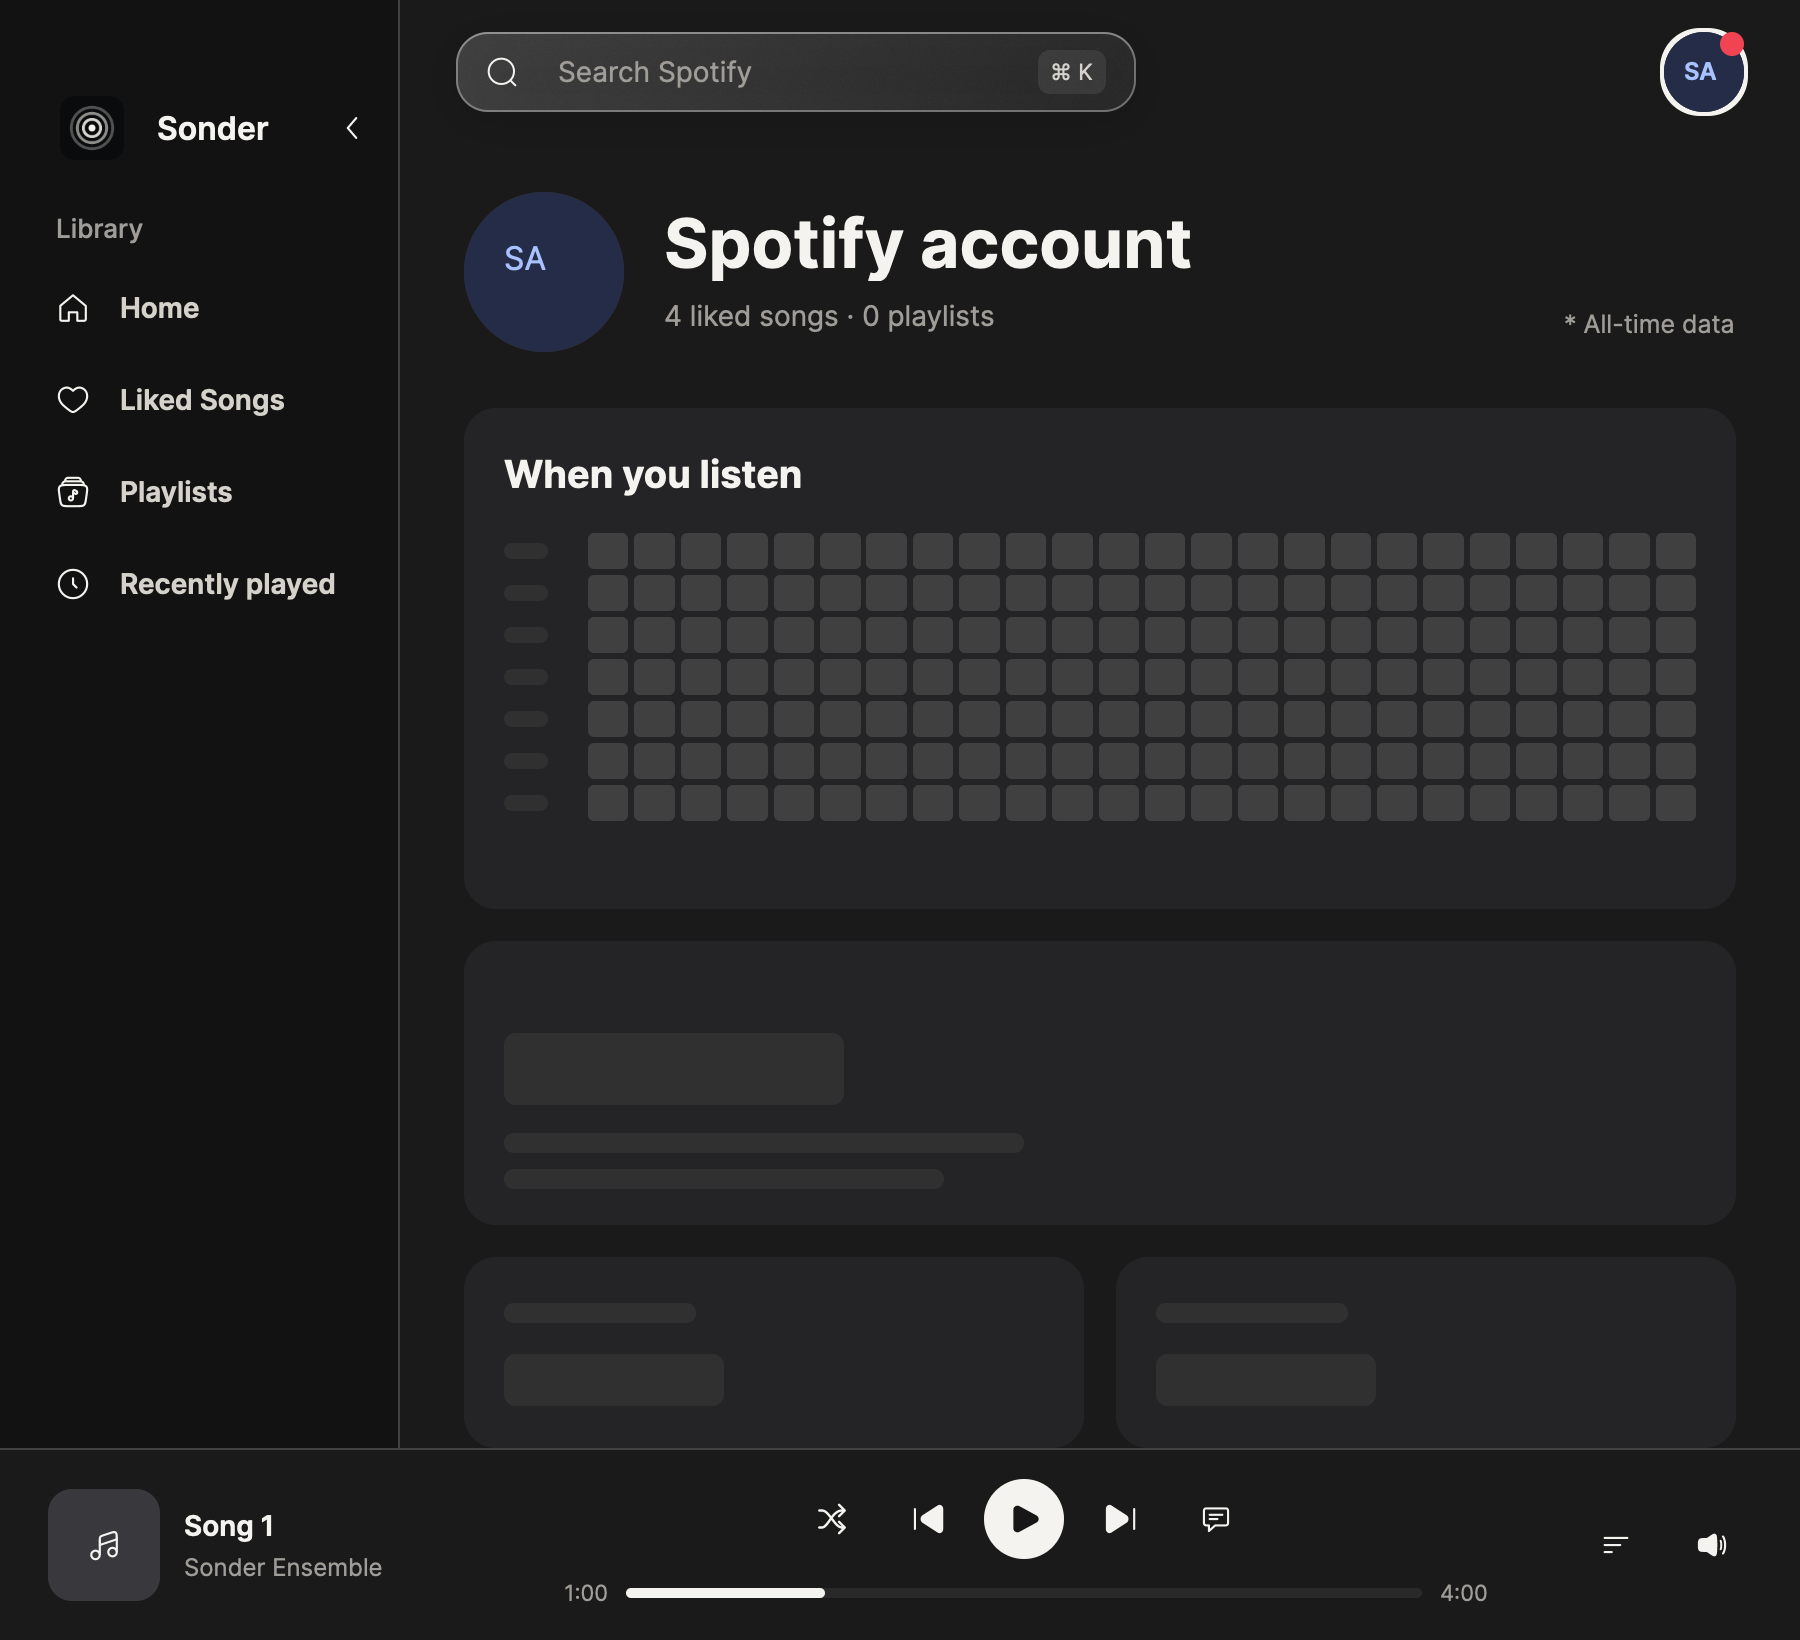 Sonder
Library
Home
Liked Songs
Playlists
Recently played
Search Spotify
⌘ K
SA
SA
Spotify account
4 liked songs · 0 playlists
* All-time data
When you listen
Song 1
Sonder Ensemble
1:00
4:00